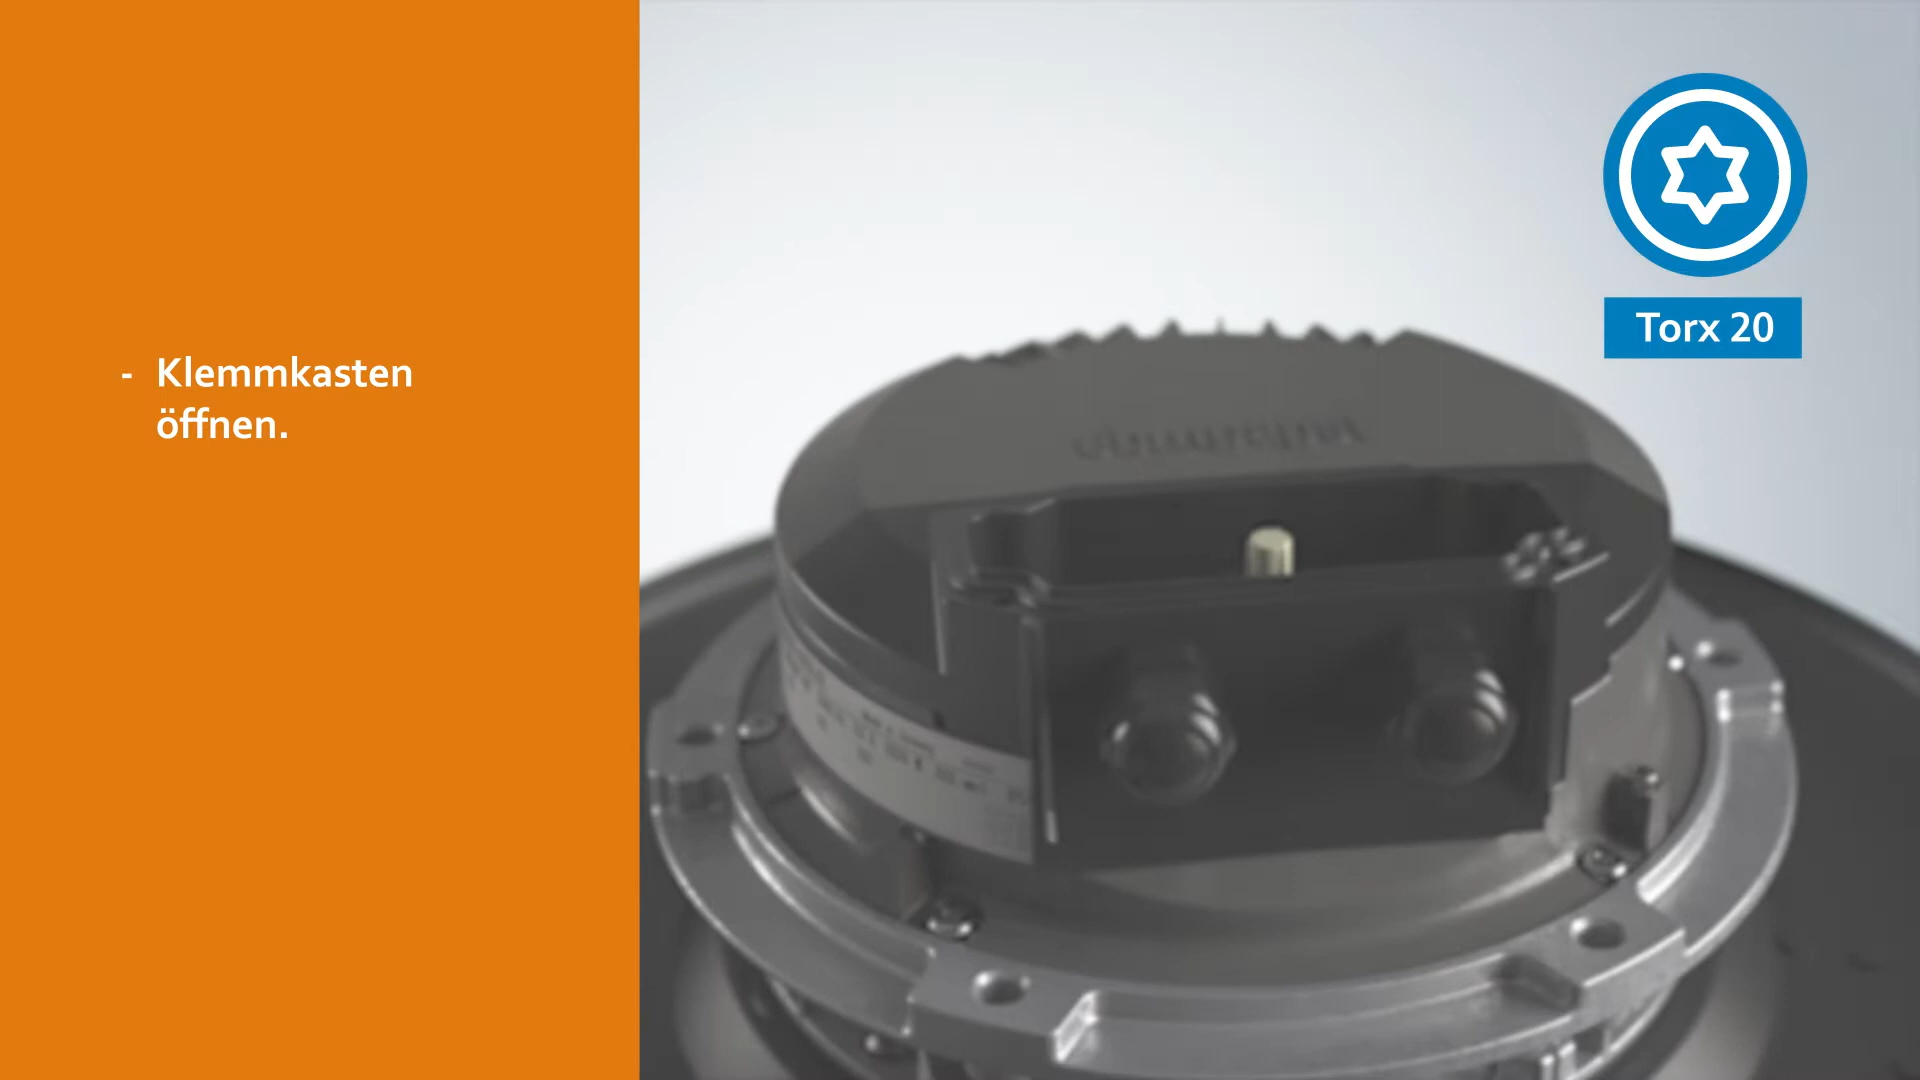 - Klemmkasten
öffnen.
Torx 20